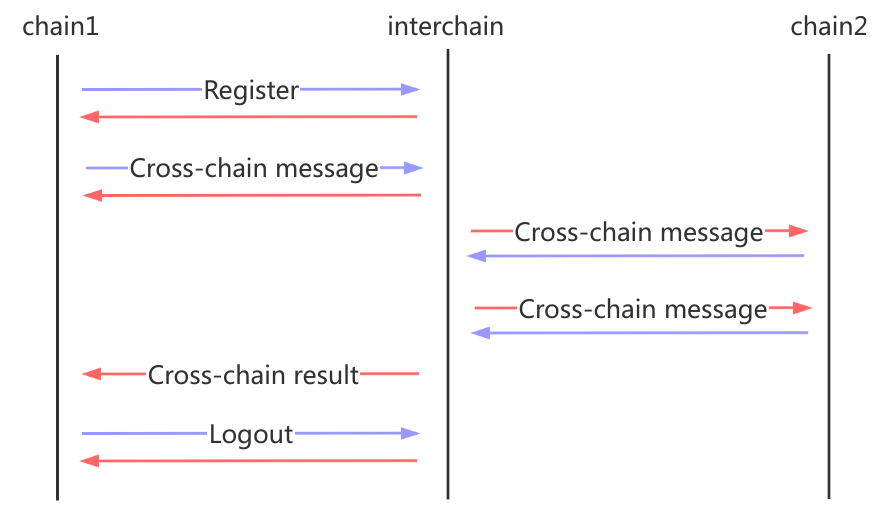 chain1
interchain
chain2
Register
Cross-chain message
Cross-chain message
Cross-chain message
Cross-chain result
Logout